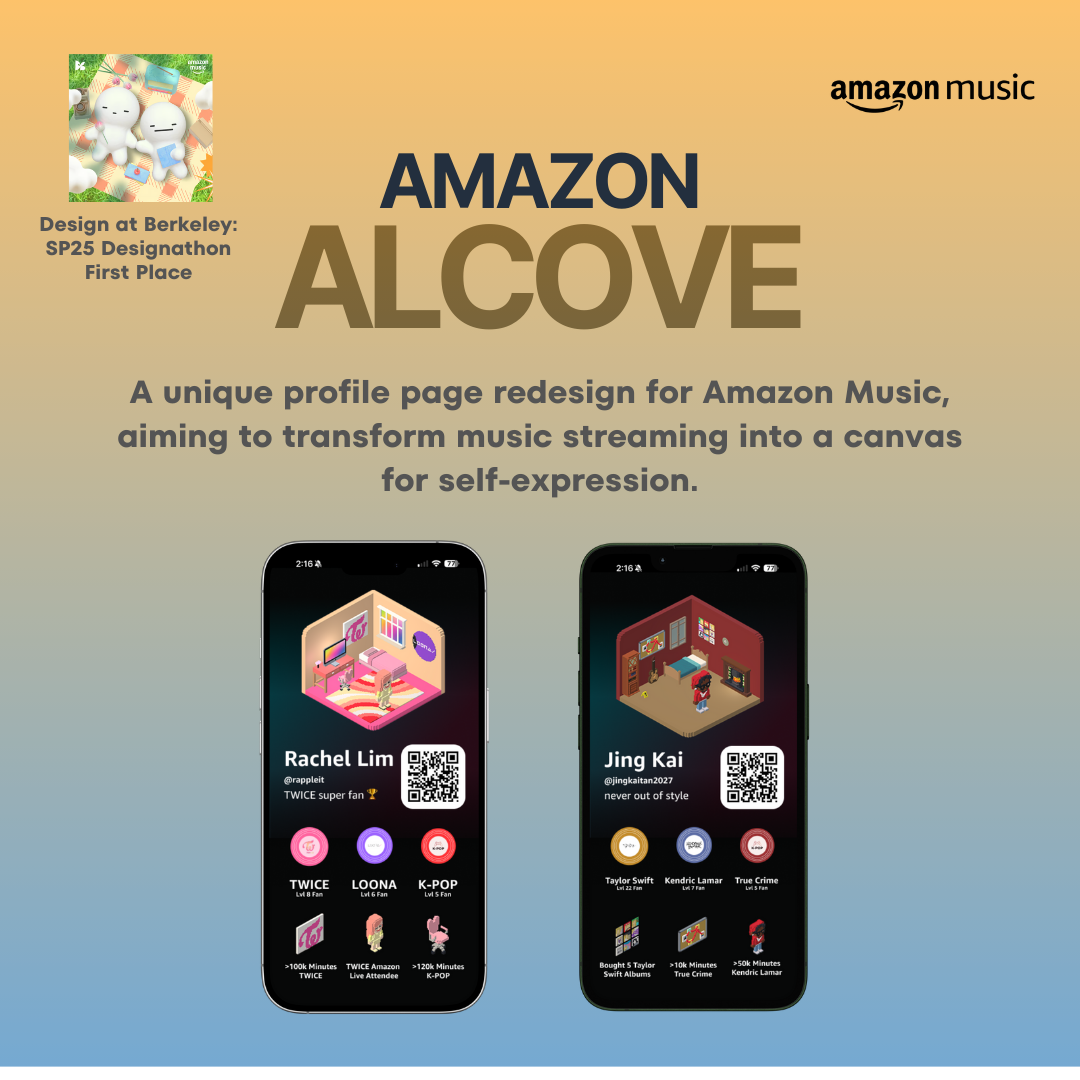 amazon music
amazon music
Design at Berkeley:
SP25 Designathon
First Place
AMAZON
ALCOVE
A unique profile page redesign for Amazon Music,
aiming to transform music streaming into a canvas
for self-expression.
2:16
77
Rachel Lim
@rappleit
TWICE super fan 🏆
K-POP
TWICE LOONA K-POP
Lvl 8 Fan Lvl 6 Fan Lvl 5 Fan
>100k Minutes TWICE Amazon >120k Minutes
TWICE Live Attendee K-POP
2:16
77
Jing Kai
@jingkaitan2027
never out of style
K-POP
Taylor Swift Kendric Lamar True Crime
Lvl 22 Fan Lvl 7 Fan Lvl 5 Fan
Bought 5 Taylor >10k Minutes >50k Minutes
Swift Albums True Crime Kendric Lamar